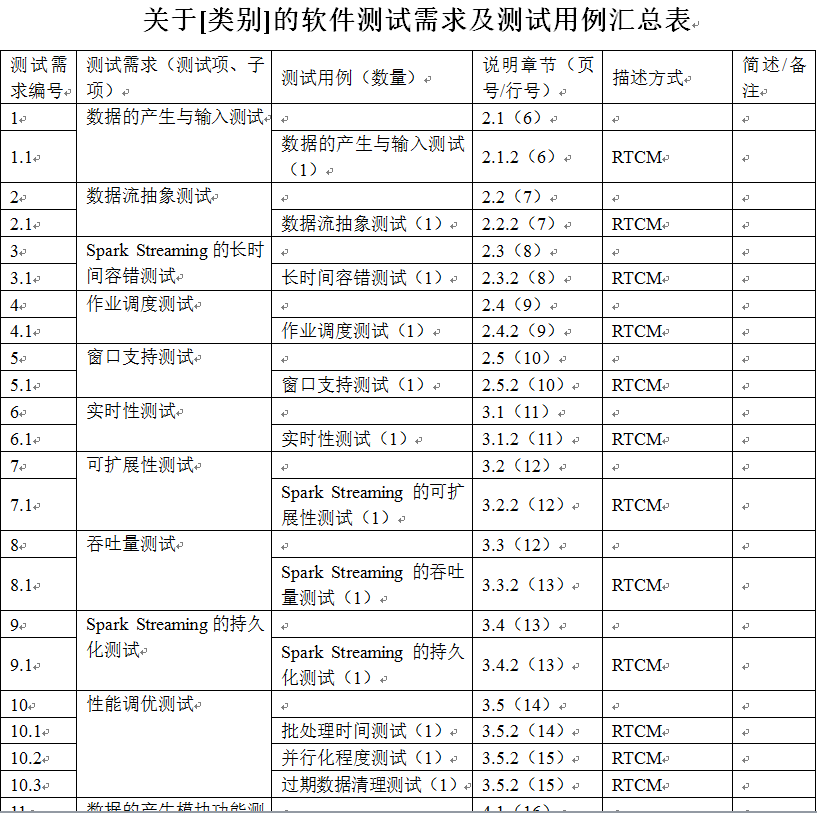 关于[类别]的软件测试需求及测试用例汇总表
测试需求编号 测试需求（测试项、子项） 测试用例（数量） 说明章节（页号/行号） 描述方式 简述/备注
1 数据的产生与输入测试 2.1（6）
1.1 数据的产生与输入测试（1） 2.1.2（6） RTCM
2 数据流抽象测试 2.2（7）
2.1 数据流抽象测试（1） 2.2.2（7） RTCM
3 Spark Streaming 的长时间容错测试 2.3（8）
3.1 长时间容错测试（1） 2.3.2（8） RTCM
4 作业调度测试 2.4（9）
4.1 作业调度测试（1） 2.4.2（9） RTCM
5 窗口支持测试 2.5（10）
5.1 窗口支持测试（1） 2.5.2（10） RTCM
6 实时性测试 3.1（11）
6.1 实时性测试（1） 3.1.2（11） RTCM
7 可扩展性测试 3.2（12）
7.1 Spark Streaming 的可扩展性测试（1） 3.2.2（12） RTCM
8 吞吐量测试 3.3（12）
8.1 Spark Streaming 的吞吐量测试（1） 3.3.2（13） RTCM
9 Spark Streaming 的持久化测试 3.4（13）
9.1 Spark Streaming 的持久化测试（1） 3.4.2（13） RTCM
10 性能调优测试 3.5（14）
10.1 批处理时间测试（1） 3.5.2（14） RTCM
10.2 并行化程度测试（1） 3.5.2（15） RTCM
10.3 过期数据清理测试（1） 3.5.2（15） RTCM
11 数据的产生模块功能测 4.1（16）